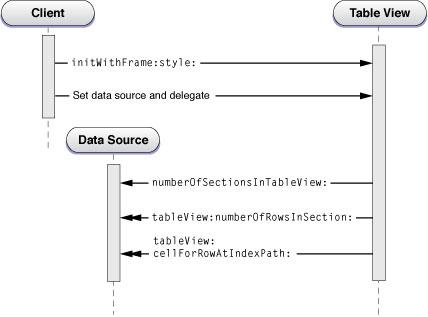 Client
Table View
initWithFrame:style:
Set data source and delegate
Data Source
numberOfSectionsInTableView:
tableView:numberOfRowsInSection:
tableView:
cellForRowAtIndexPath: